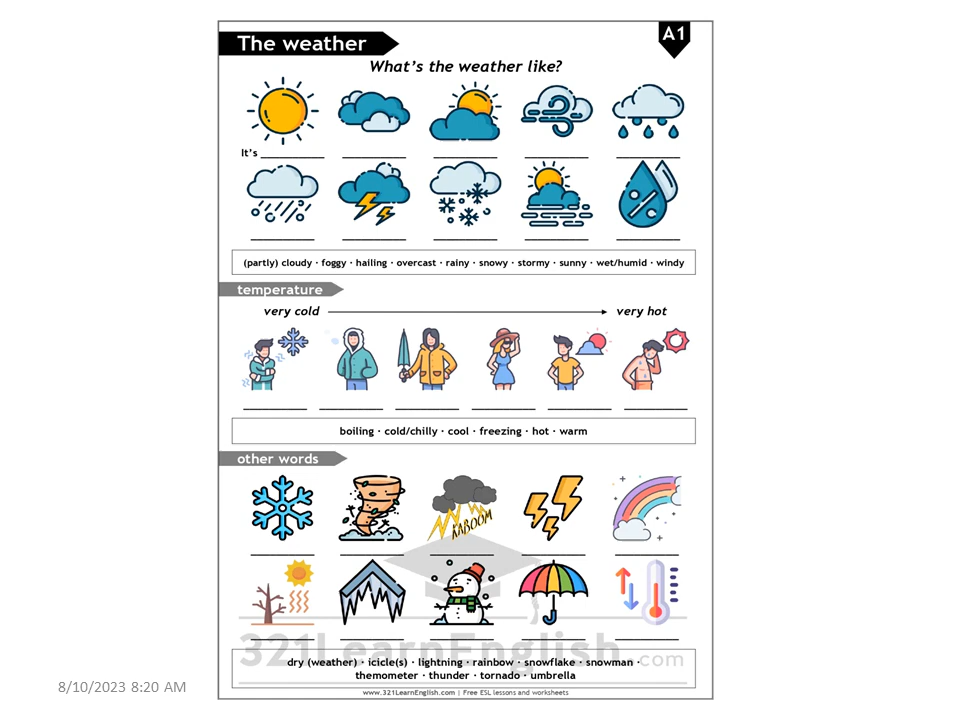 The weather
A1
What's the weather like?
It's
(partly) cloudy · foggy · hailing · overcast · rainy · snowy · stormy · sunny · wet/humid · windy
temperature
very cold
very hot
boiling · cold/chilly · cool · freezing · hot · warm
other words
KABOOM
321LearnEnglish.com
dry (weather) · icicle(s) · lightning · rainbow · snowflake · snowman ·
themometer · thunder · tornado · umbrella
www.321LearnEnglish.com | Free ESL lessons and worksheets
8/10/2023 8:20 AM